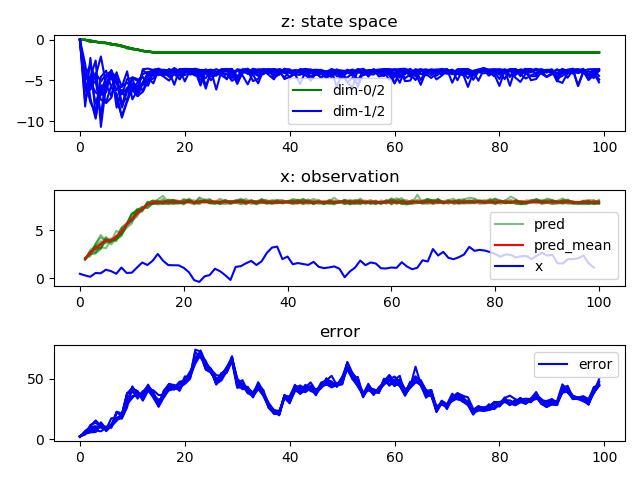 z: state space
0
−5
−10
dim-0/2
dim-1/2
0 20 40 60 80 100
x: observation
5
0
pred
pred_mean
x
0 20 40 60 80 100
error
50
0
error
0 20 40 60 80 100